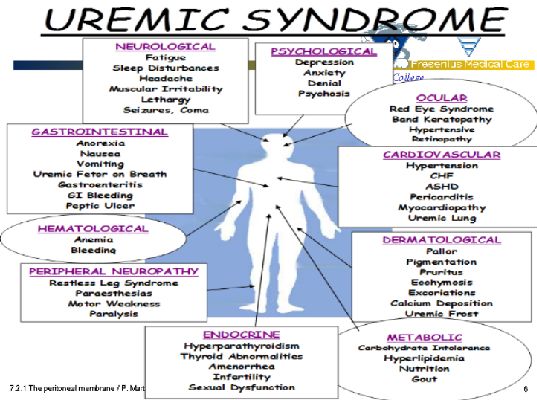 UREMIC SYNDROME
NEUROLOGICAL
Fatigue
Sleep Disturbances
Headache
Muscular Irritability
Lethargy
Seizures, Coma
PSYCHOLOGICAL
Depression
Anxiety
Denial
Psychosis
Fresenius Medical Care
College
OCULAR
Red Eye Syndrome
Band Keratopathy
Hypertensive
Retinopathy
GASTROINTESTINAL
Anorexia
Nausea
Vomiting
Uremic Fetor on Breath
Gastroenteritis
GI Bleeding
Peptic Ulcer
CARDIOVASCULAR
Hypertension
CHF
ASHD
Pericarditis
Myocardiopathy
Uremic Lung
HEMATOLOGICAL
Anemia
Bleeding
DERMATOLOGICAL
Pallor
Pigmentation
Pruritus
Ecchymosis
Excoriations
Calcium Deposition
Uremic Frost
PERIPHERAL NEUROPATHY
Restless Leg Syndrome
Paraesthesias
Motor Weakness
Paralysis
ENDOCRINE
Hyperparathyroidism
Thyroid Abnormalities
Amenorrhea
Infertility
Sexual Dysfunction
METABOLIC
Carbohydrate Intolerance
Hyperlipidemia
Nutrition
Gout
7.2.1 The peritoneal membrane / P. Mat
6